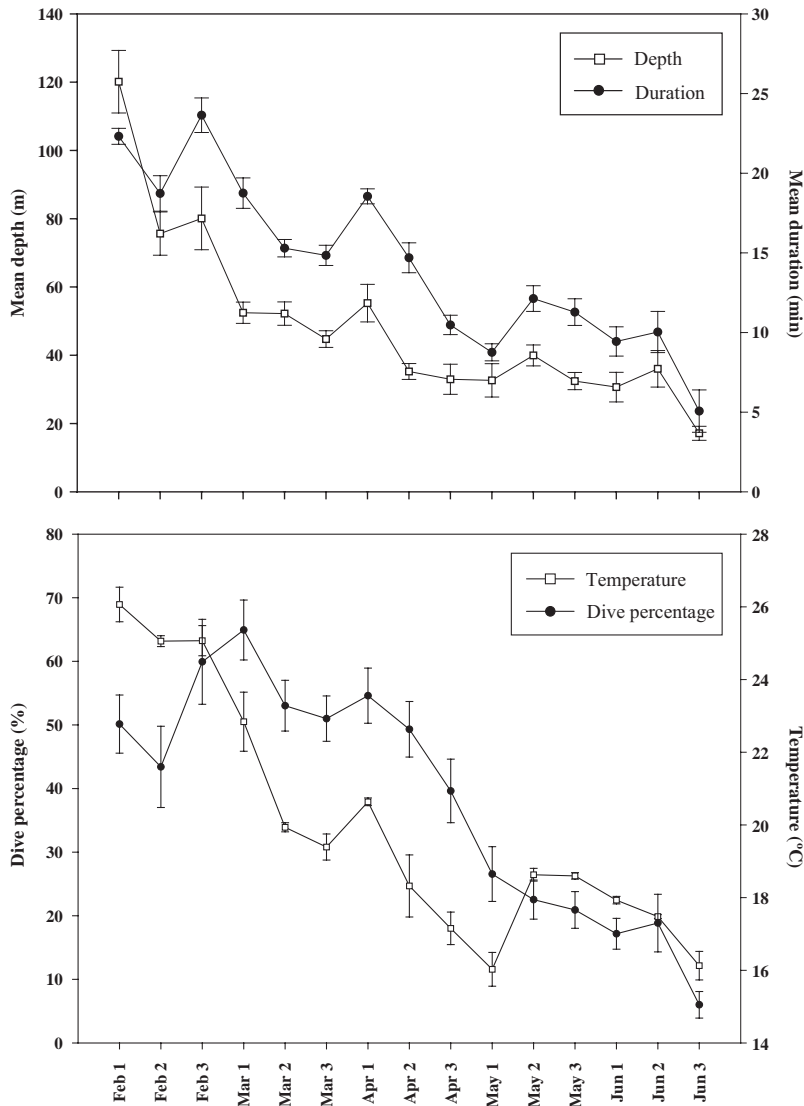 140
120
100
80
60
40
20
0
Mean depth (m)
30
25
20
15
10
5
0
Mean duration (min)
Depth
Duration
80
70
60
50
40
30
20
10
0
Dive percentage (%)
28
26
24
22
20
18
16
14
Temperature (°C)
Temperature
Dive percentage
Feb 1
Feb 2
Feb 3
Mar 1
Mar 2
Mar 3
Apr 1
Apr 2
Apr 3
May 1
May 2
May 3
Jun 1
Jun 2
Jun 3